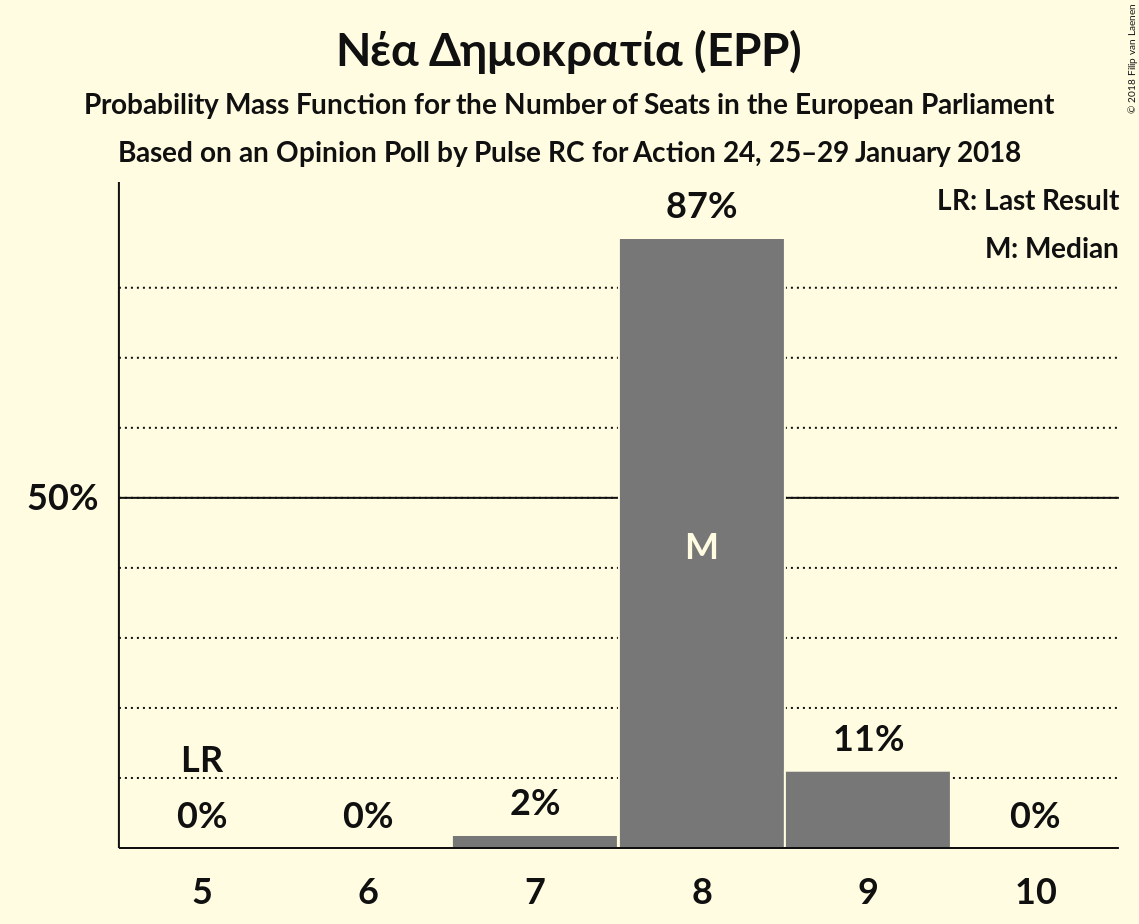 Νέα Δημοκρατία (EPP)
Probability Mass Function for the Number of Seats in the European Parliament
Based on an Opinion Poll by Pulse RC for Action 24, 25–29 January 2018
© 2018 Filip van Laenen
LR: Last Result
M: Median
87%
50%
M
LR
11%
2%
0%
0%
0%
5 6 7 8 9 10